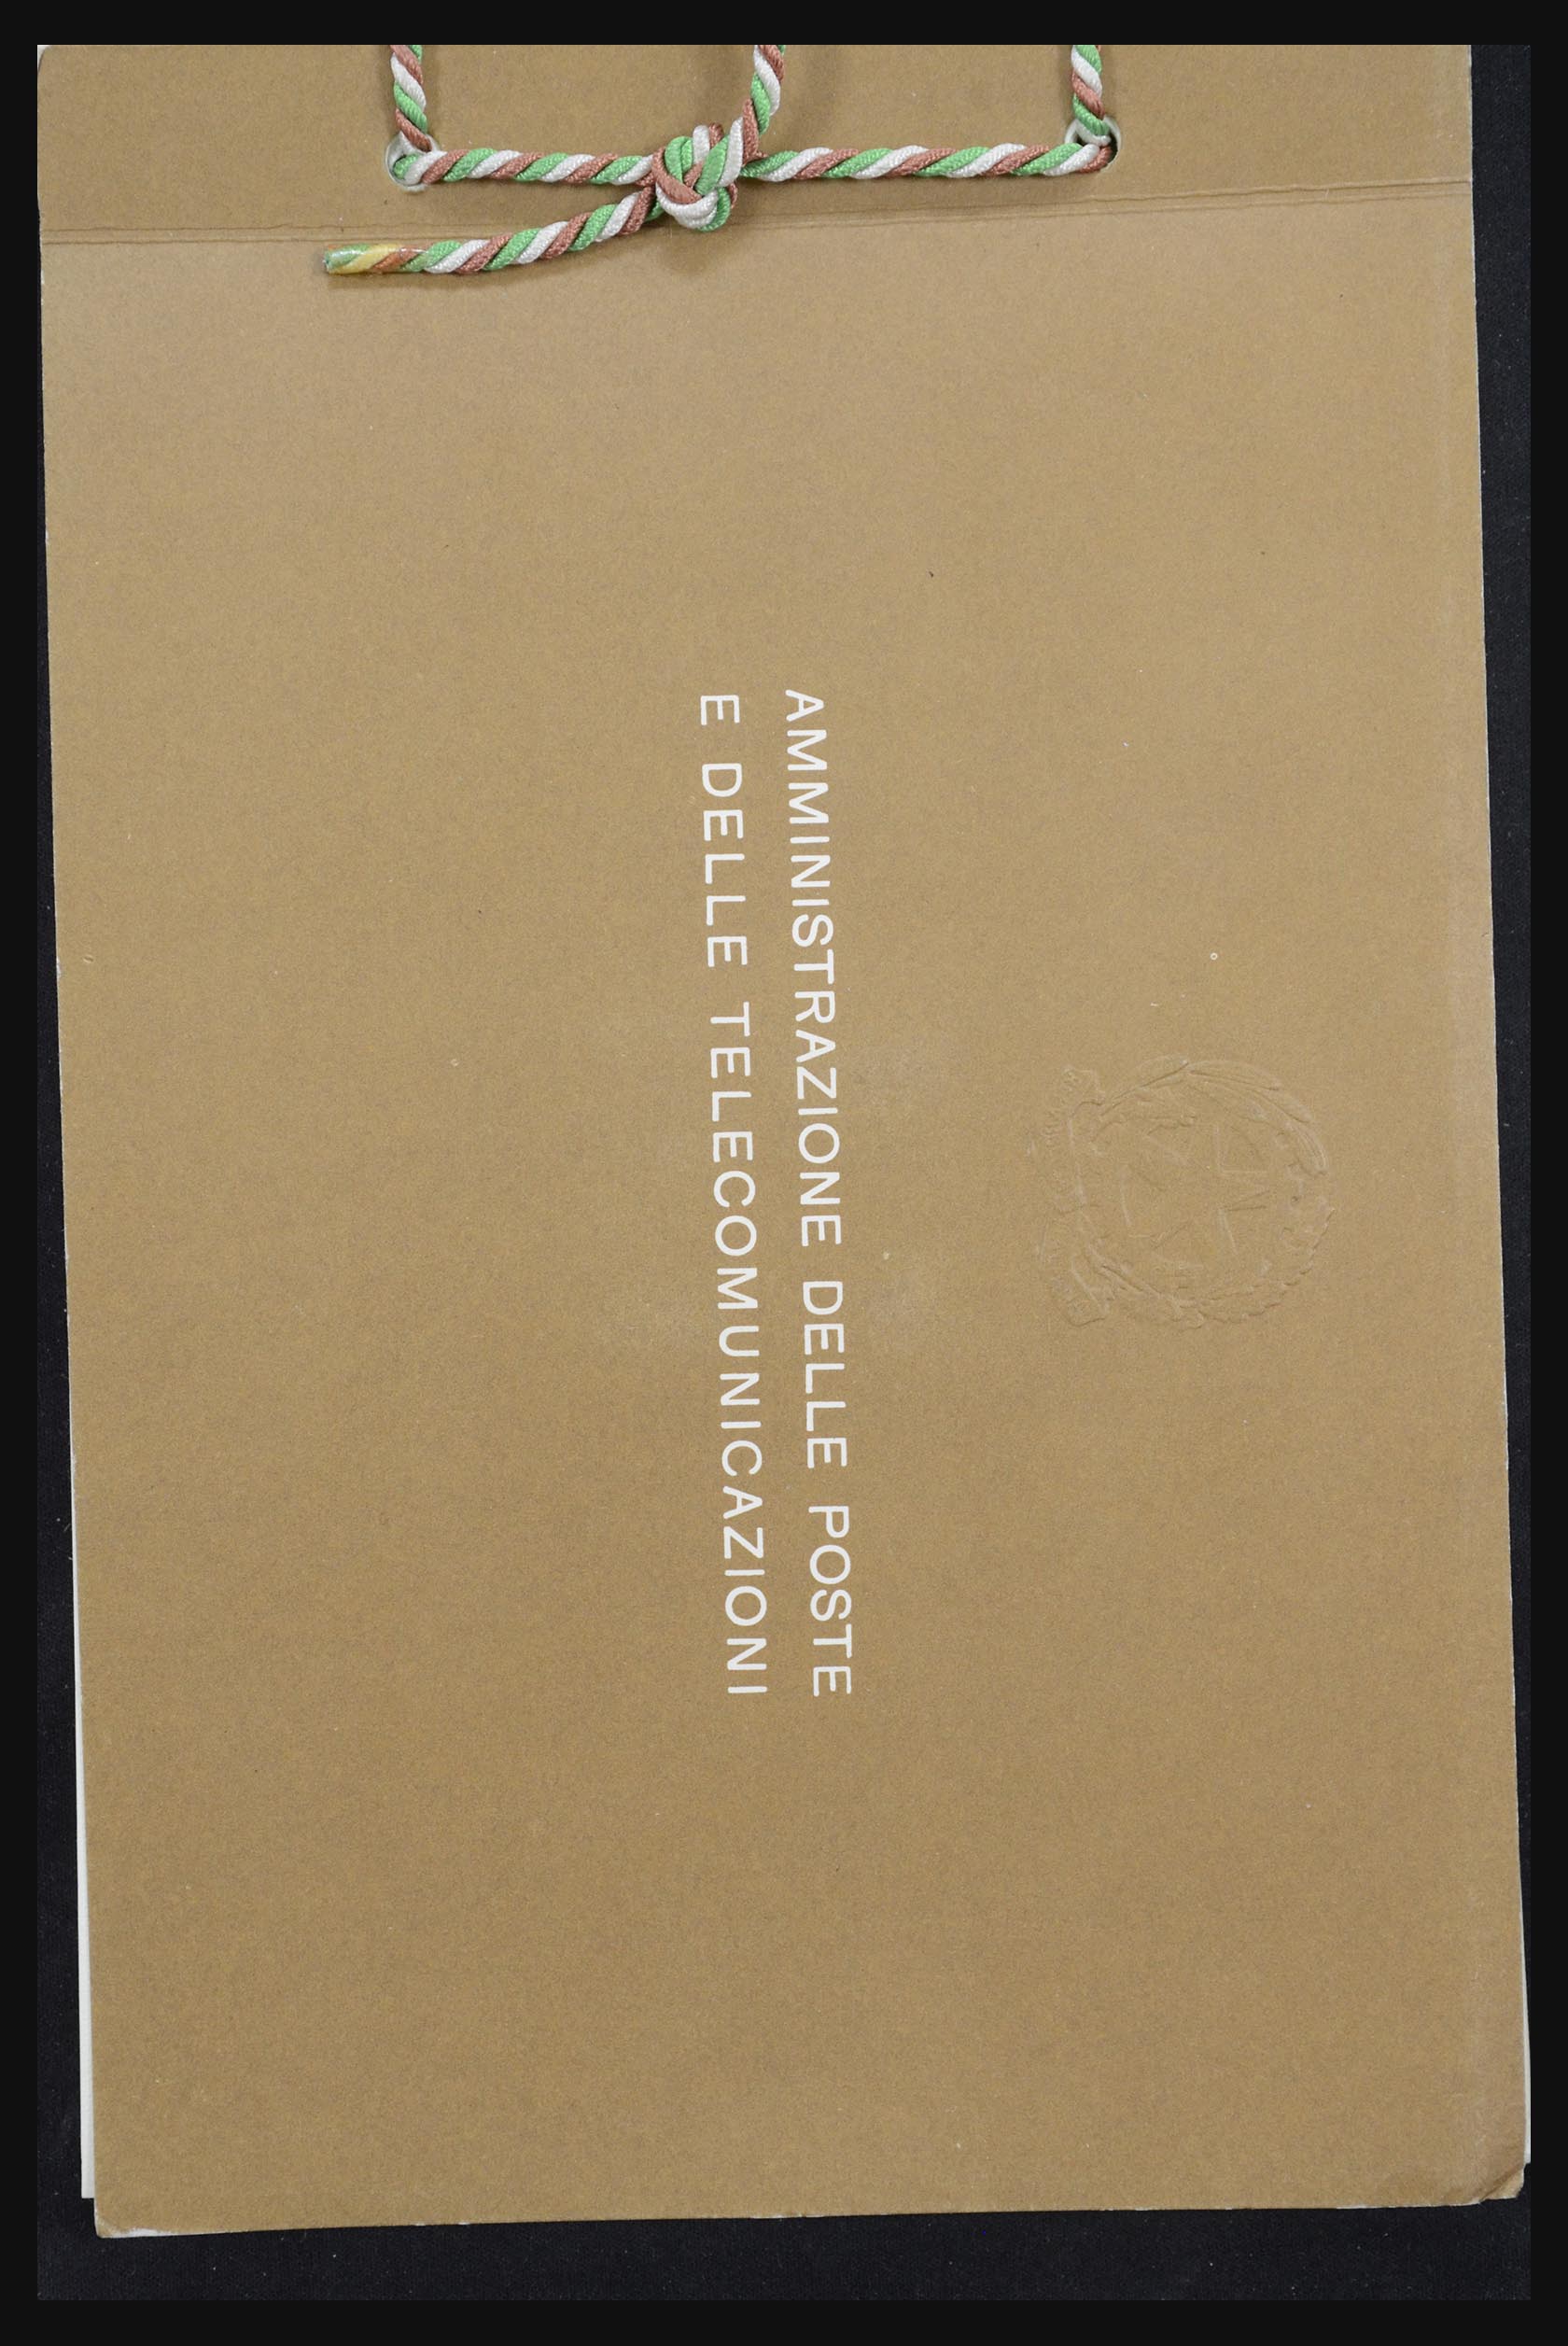 AMMINISTRAZIONE DELLE POSTE
E DELLE TELECOMUNICAZIONI